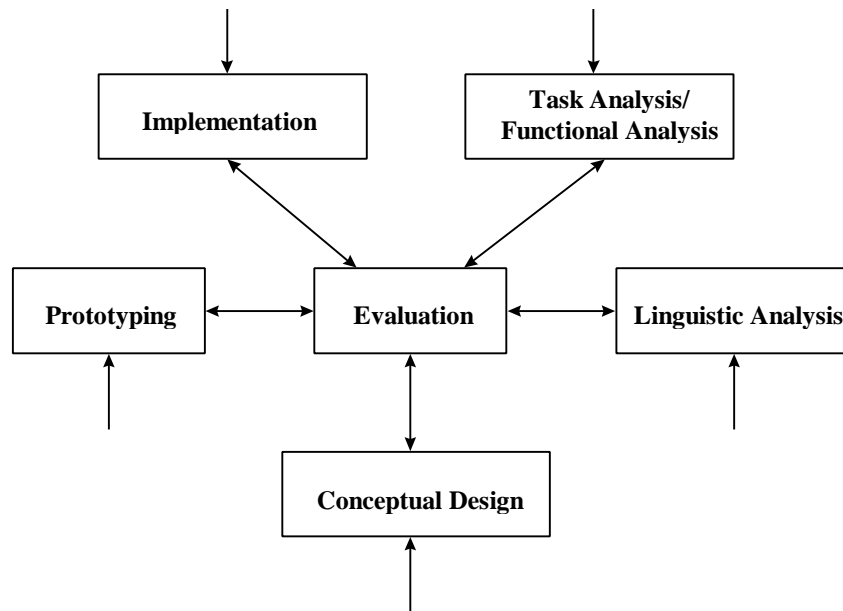 Implementation
Task Analysis/
Functional Analysis
Prototyping
Evaluation
Linguistic Analysis
Conceptual Design